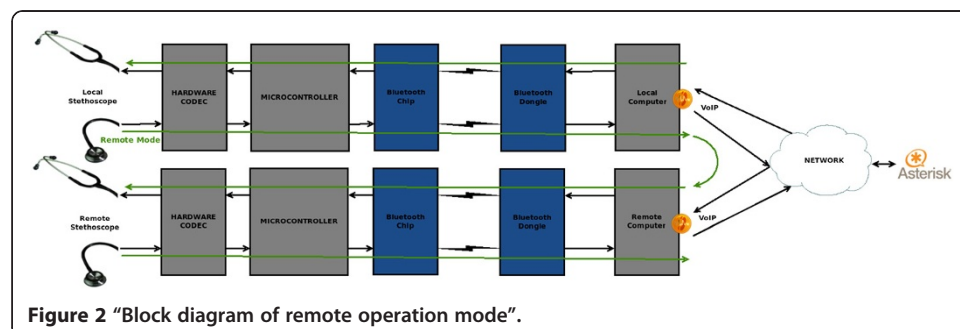 Local
Stethoscope
HARDWARE
CODEC
MICROCONTROLLER
Bluetooth
Chip
Bluetooth
Dongle
Local
Computer
VoIP
Remote Mode
NETWORK
Asterisk
Remote
Stethoscope
HARDWARE
CODEC
MICROCONTROLLER
Bluetooth
Chip
Bluetooth
Dongle
Remote
Computer
VoIP
Figure 2 “Block diagram of remote operation mode”.